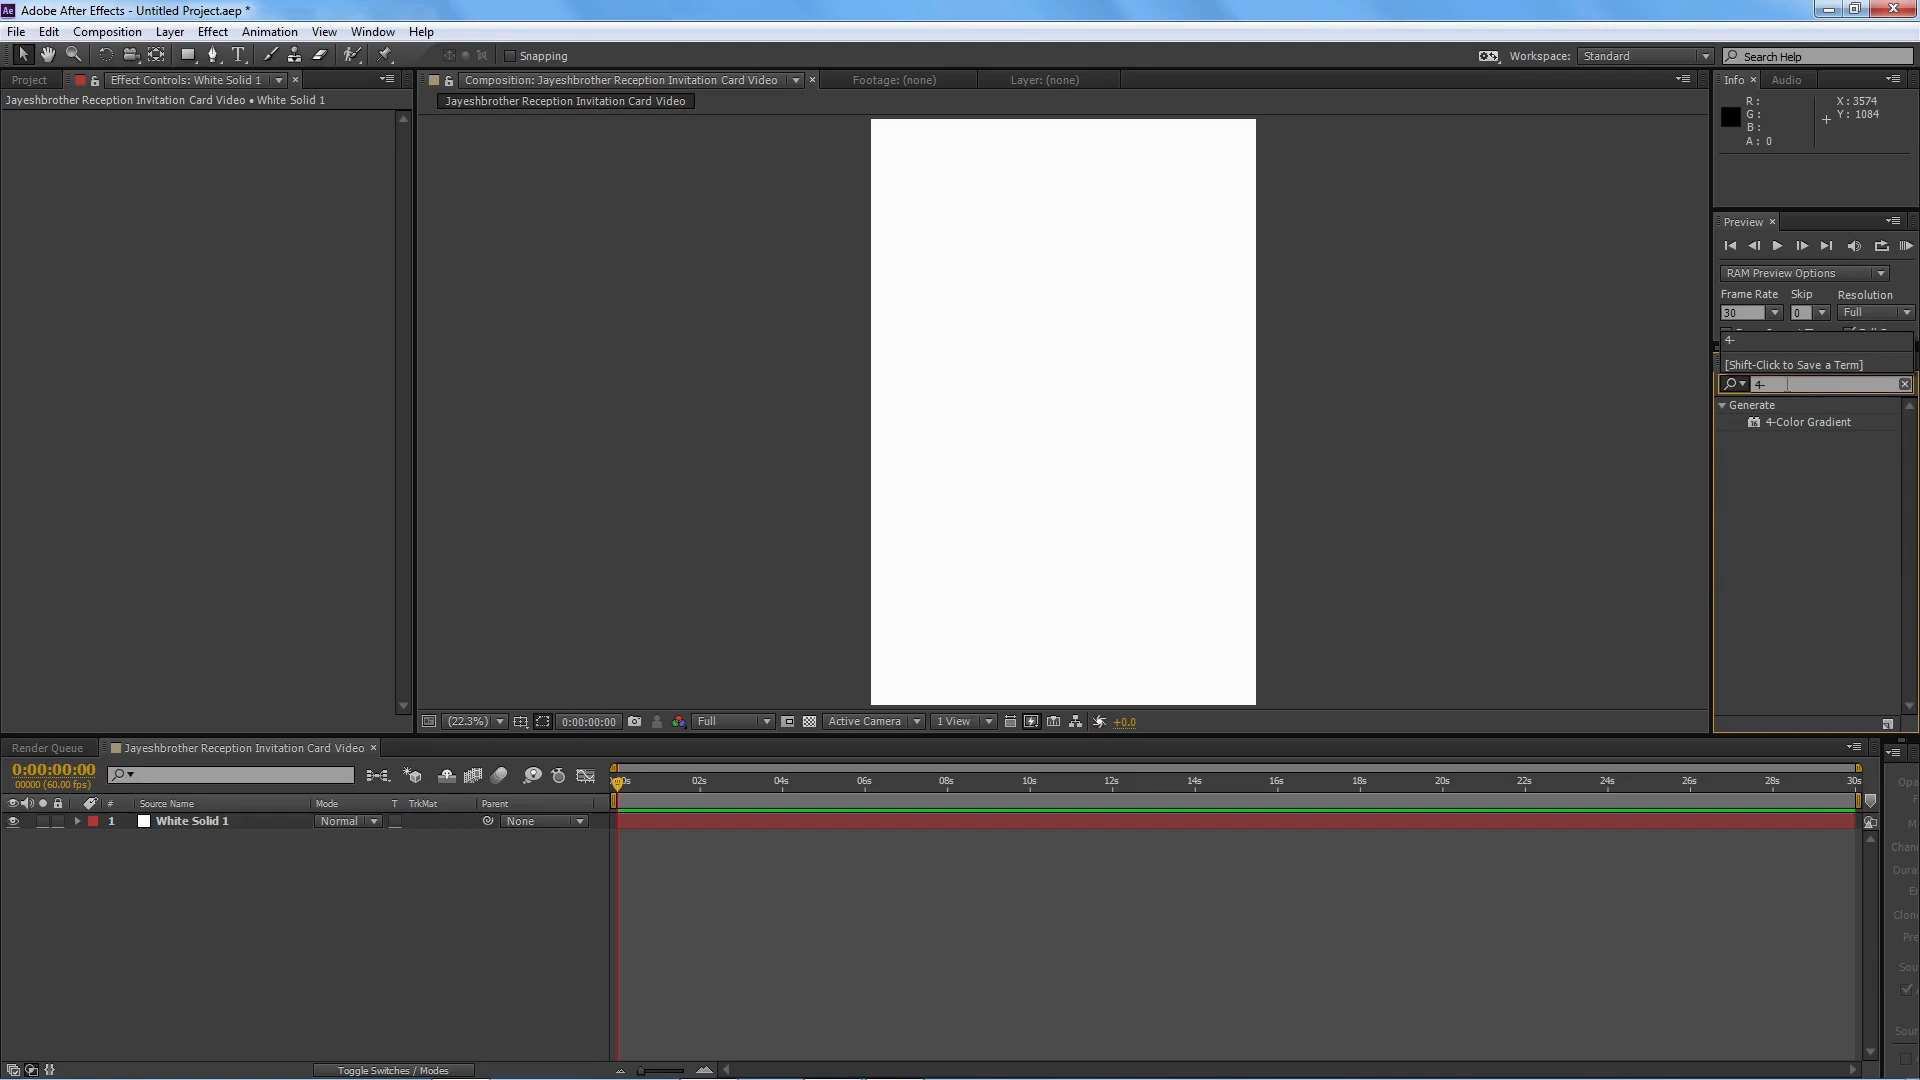 Adobe After Effects - Untitled Project.aep *
File Edit Composition Layer Effect Animation View Window Help
Snapping
Workspace: Standard
Search Help
Project
Effect Controls: White Solid 1
Composition: Jayeshbrother Reception Invitation Card Video
Footage: (none)
Layer: (none)
Info
Audio
Jayeshbrother Reception Invitation Card Video • White Solid 1
Jayeshbrother Reception Invitation Card Video
R :
G :
B :
A : 0
X : 3574
Y : 1084
Preview
RAM Preview Options
Frame Rate Skip Resolution
30 0 Full
4-
[Shift-Click to Save a Term]
4-
Generate
4-Color Gradient
(22.3%)
0:00:00:00
Full
Active Camera
1 View
+0.0
Render Queue
Jayeshbrother Reception Invitation Card Video
0:00:00:00
00000 (60.00 fps)
02s 04s 06s 08s 10s 12s 14s 16s 18s 20s 22s 24s 26s 28s 30s
# Source Name Mode T TrkMat Parent
1 White Solid 1 Normal None
Toggle Switches / Modes